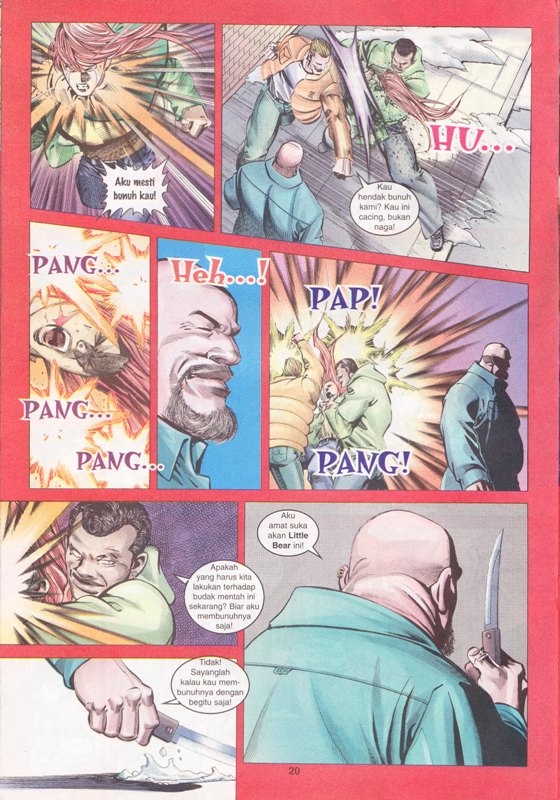 Aku mesti
bunuh kau!
HU...
Kau
hendak bunuh
kami? Kau ini
cacing, bukan
naga!
PANG...
PANG...
PANG...
Heh...!
PAP!
PANG!
Apakah
yang harus kita
lakukan terhadap
budak mentah ini
sekarang? Biar aku
membunuhnya
saja!
Aku
amat suka
akan Little
Bear ini!
Tidak!
Sayanglah
kalau kau mem-
bunuhnya dengan
begitu saja!
20